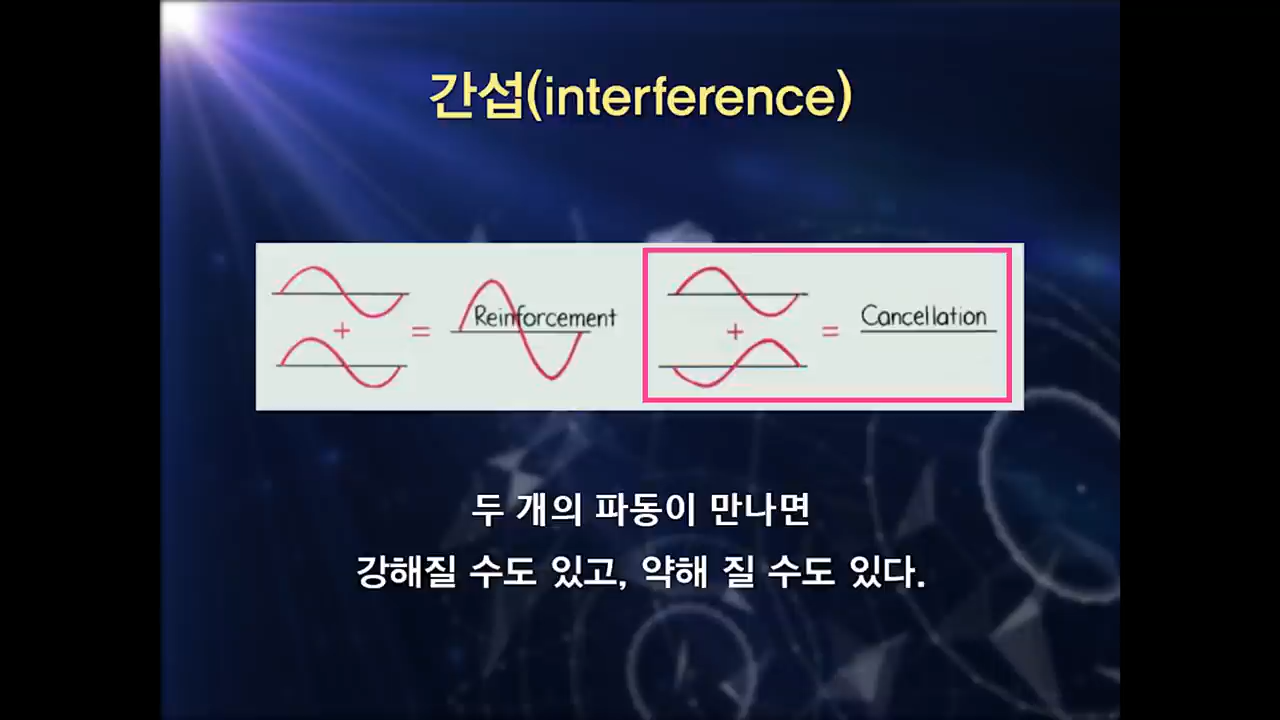 간섭(interference)
+ = Reinforcement
+ = Cancellation
두 개의 파동이 만나면
강해질 수도 있고, 약해 질 수도 있다.